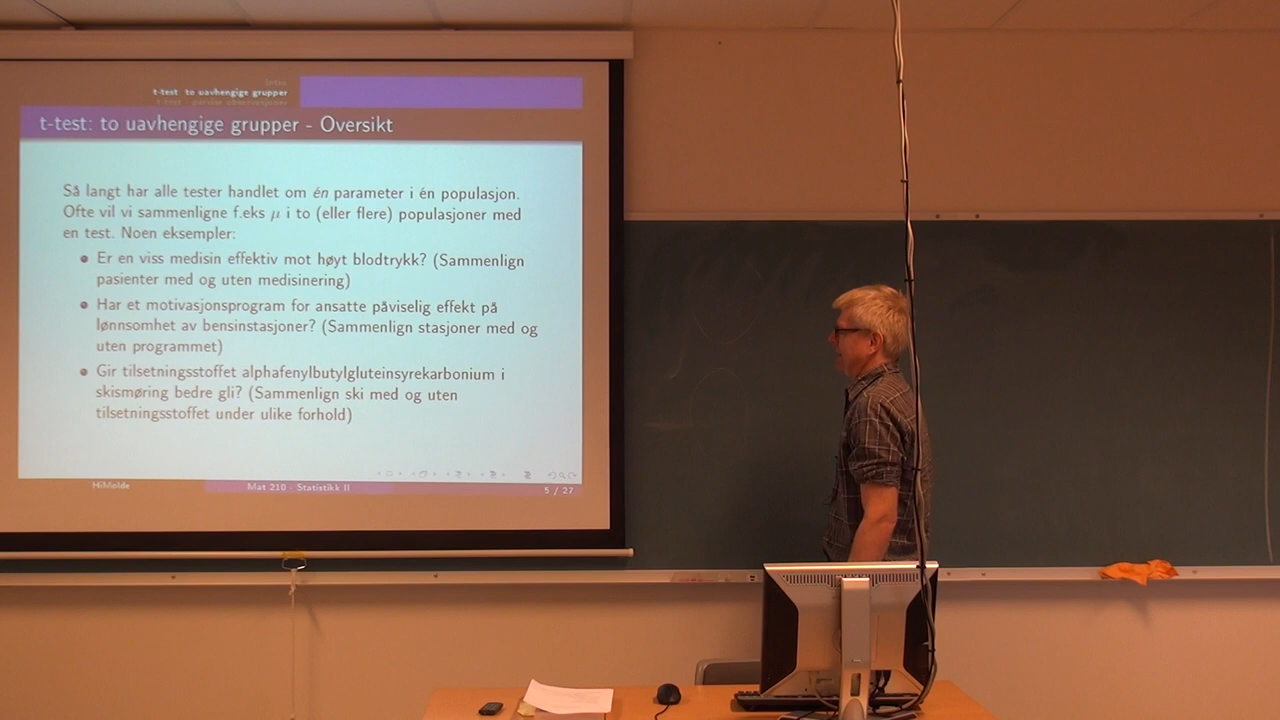 Intro
t-test: to uavhengige grupper
t-test - parvise observasjoner
t-test: to uavhengige grupper - Oversikt
Så langt har alle tester handlet om én parameter i én populasjon.
Ofte vil vi sammenligne f.eks μ i to (eller flere) populasjoner med
en test. Noen eksempler:
Er en viss medisin effektiv mot høyt blodtrykk? (Sammenlign
pasienter med og uten medisinering)
Har et motivasjonsprogram for ansatte påviselig effekt på
lønnsomhet av bensinstasjoner? (Sammenlign stasjoner med og
uten programmet)
Gir tilsetningsstoffet alphafenylbutylgluteinsyrekarbonium i
skismøring bedre gli? (Sammenlign ski med og uten
tilsetningsstoffet under ulike forhold)
HiMolde Mat 210 - Statistikk II 5 / 27